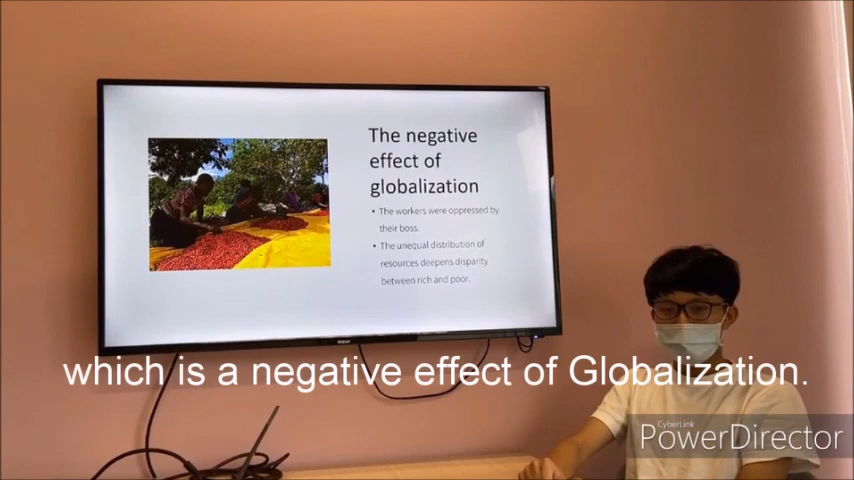 The negative
effect of
globalization
• The workers were oppressed by
their boss.
• The unequal distribution of
resources deepens disparity
between rich and poor.
which is a negative effect of Globalization.
CyberLink
PowerDirector